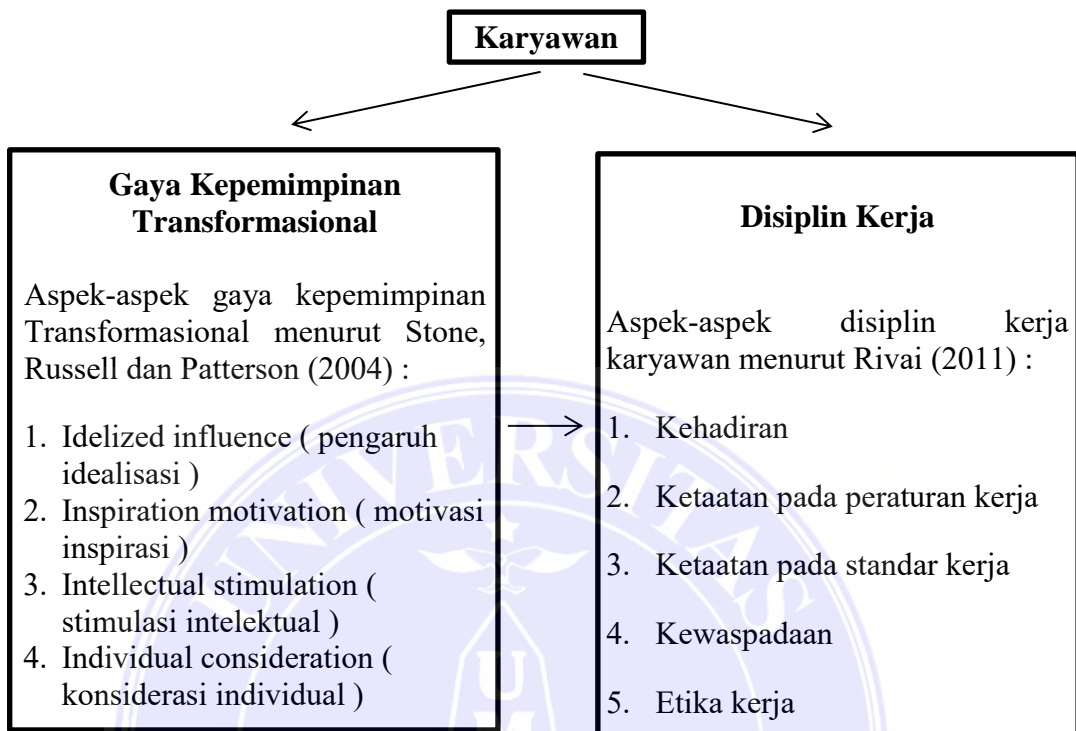 Karyawan
Gaya Kepemimpinan
Transformasional
Aspek-aspek gaya kepemimpinan
Transformasional menurut Stone,
Russell dan Patterson (2004) :
1. Idelized influence ( pengaruh
idealisasi )
2. Inspiration motivation ( motivasi
inspirasi )
3. Intellectual stimulation (
stimulasi intelektual )
4. Individual consideration (
konsiderasi individual )
Disiplin Kerja
Aspek-aspek disiplin kerja
karyawan menurut Rivai (2011) :
1. Kehadiran
2. Ketaatan pada peraturan kerja
3. Ketaatan pada standar kerja
4. Kewaspadaan
5. Etika kerja
UNIVERSITAS
U
M